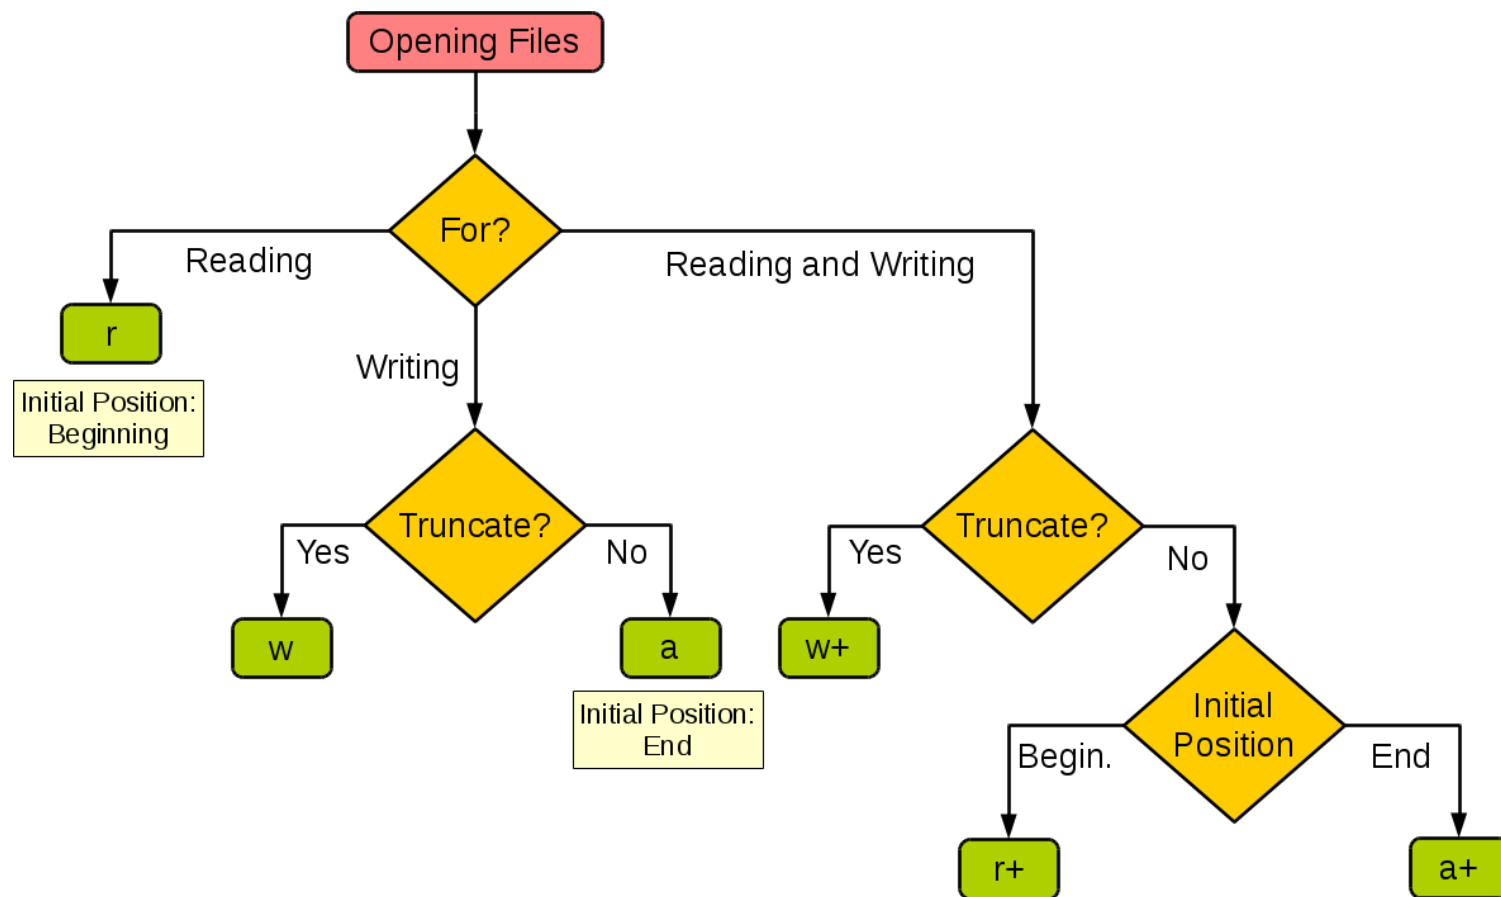 Opening Files
For?
Reading
Reading and Writing
r
Writing
Initial Position:
Beginning
Truncate?
Yes
No
w
a
Initial Position:
End
Truncate?
Yes
No
w+
Initial
Position
Begin.
End
r+
a+